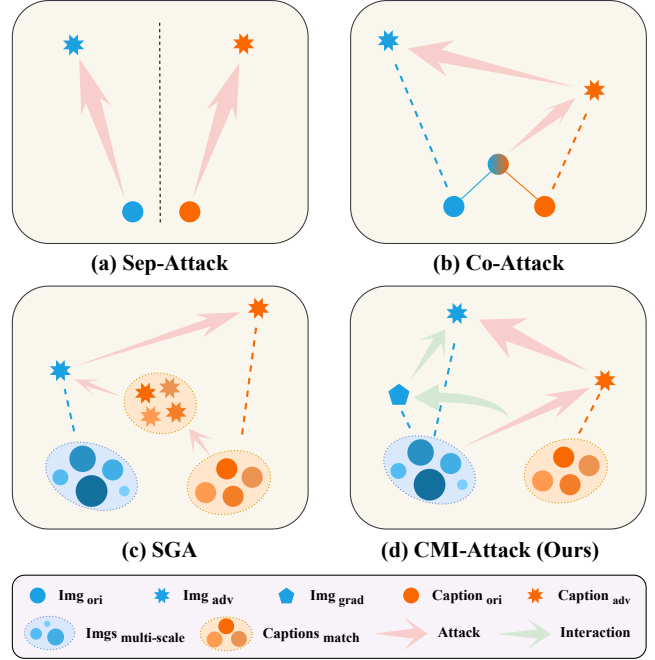 (a) Sep-Attack
(b) Co-Attack
(c) SGA
(d) CMI-Attack (Ours)
Img ori Img adv Img grad Caption ori Caption adv
Imgs multi-scale Captions match Attack Interaction